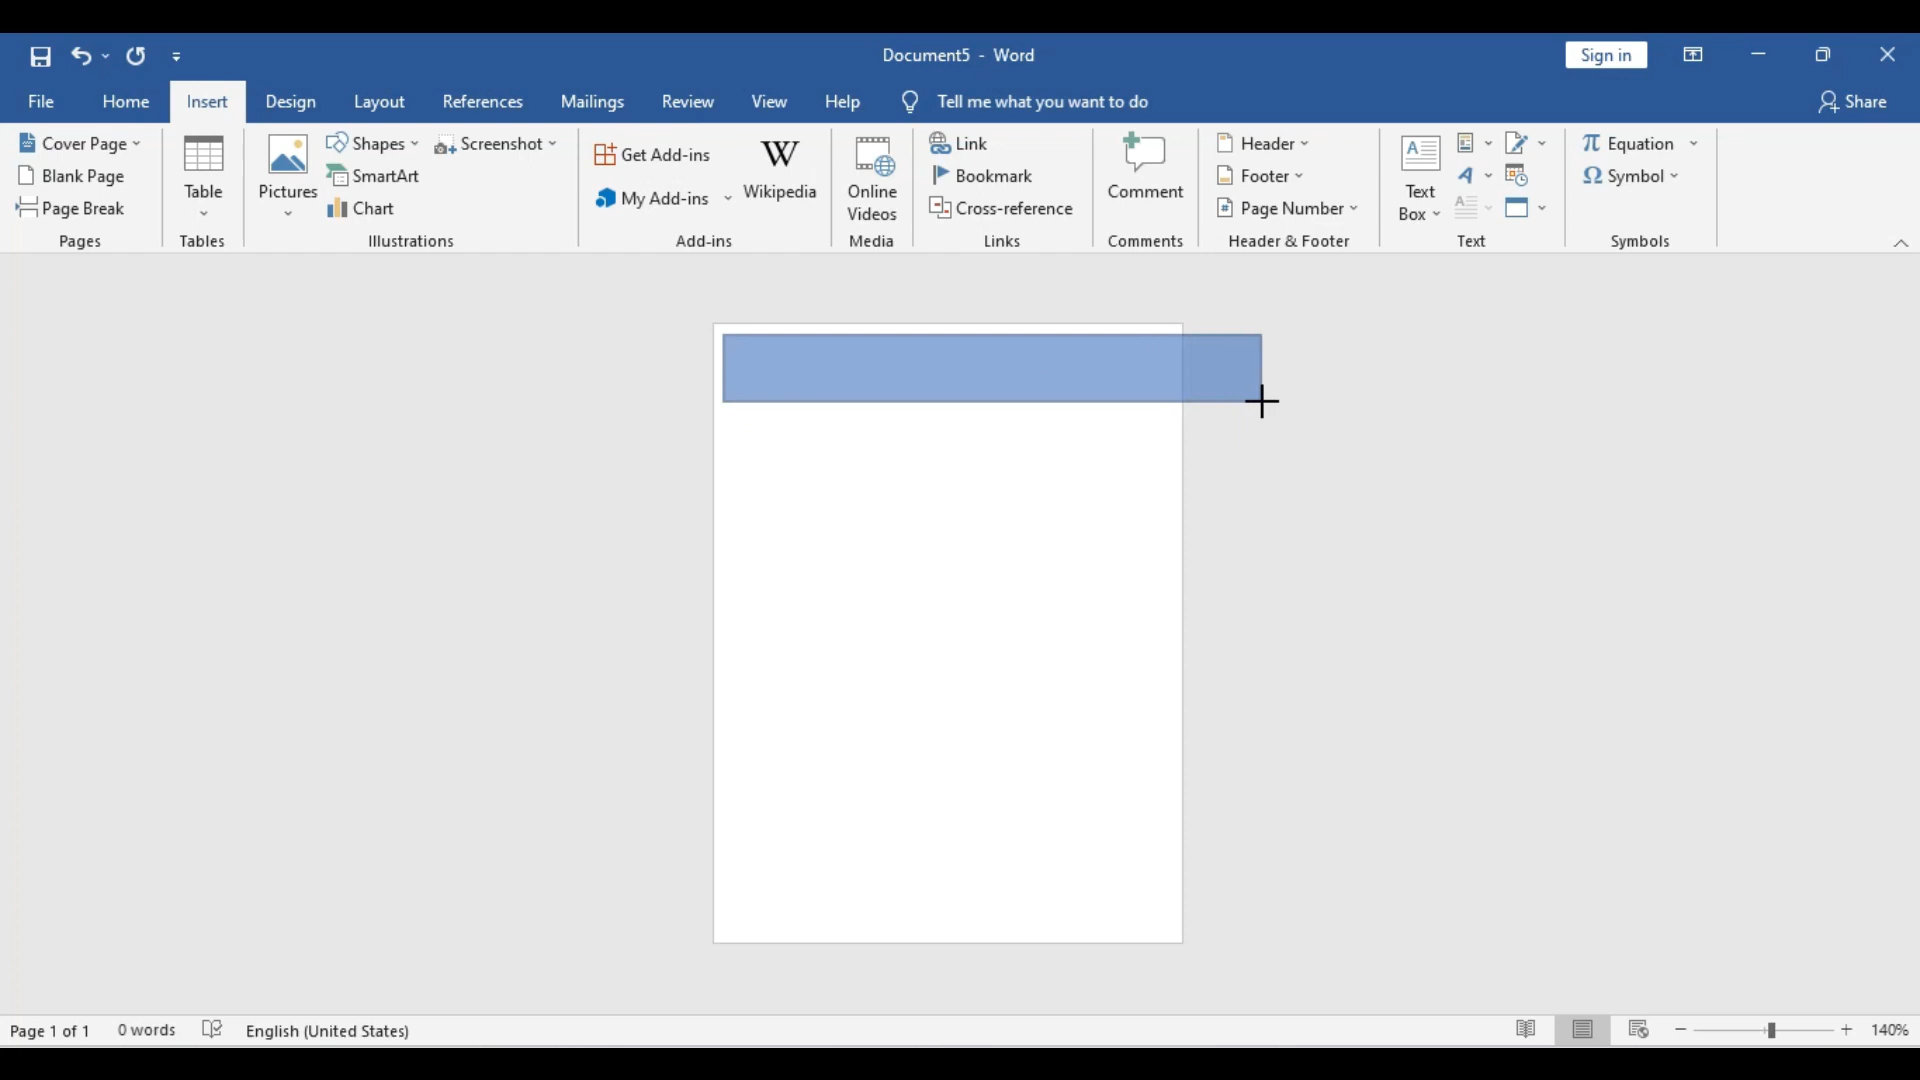 Document5 - Word
Sign in
File Home Insert Design Layout References Mailings Review View Help Tell me what you want to do Share
Cover Page
Blank Page
Page Break
Pages
Table
Tables
Pictures
Shapes
SmartArt
Chart
Screenshot
Illustrations
Get Add-ins
My Add-ins
W
Wikipedia
Add-ins
Online
Videos
Media
Link
Bookmark
Cross-reference
Links
Comment
Comments
Header
Footer
# Page Number
Header & Footer
A
Text
Box
A
A
Text
π Equation
Ω Symbol
Symbols
Page 1 of 1 0 words English (United States) 140%